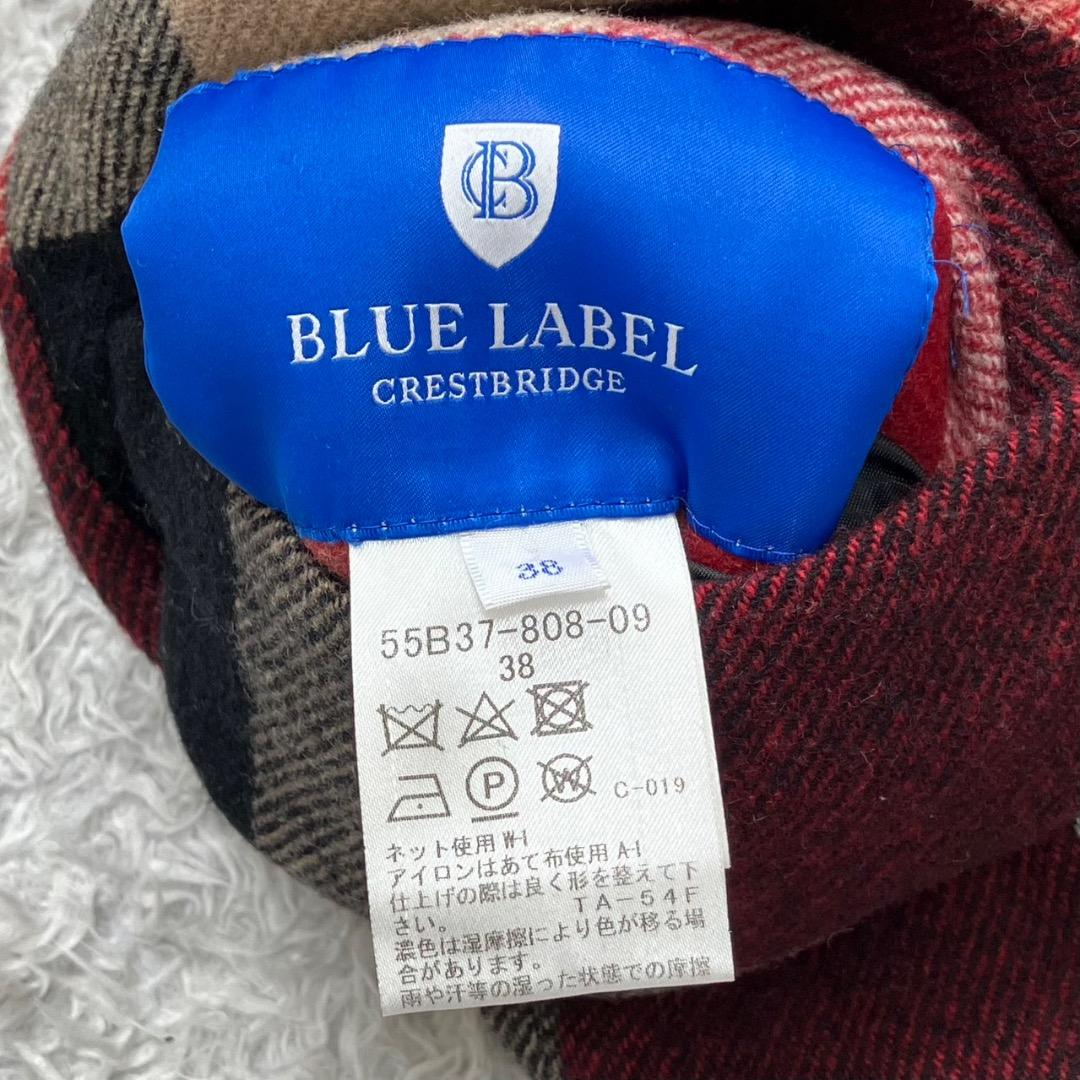 CB
BLUE LABEL
CRESTBRIDGE
38
55B37-808-09
38
P W C-019
ネット使用 W-1
アイロンはあて布使用 A-1
仕上げの際は良く形を整えて下
さい。 TA-54F
濃色は湿摩擦により色が移る場
合があります。
雨や汗等の湿った状態での摩擦